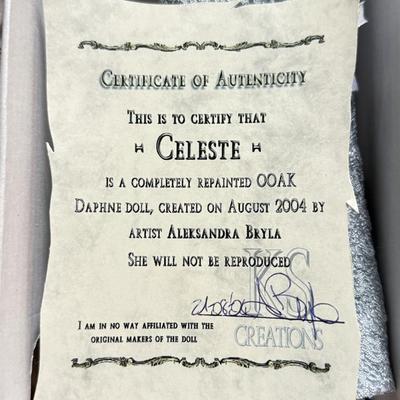 Certificate of Autenticity
This is to certify that
Celeste
is a completely repainted OOAK
Daphne doll, created on August 2004 by
artist Aleksandra Bryla
She will not be reproduced
KS
I am in no way affiliated with the
original makers of the doll
Creations